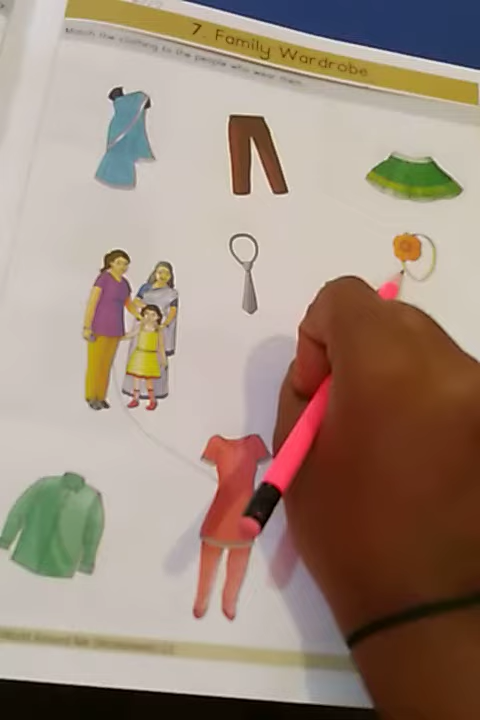 7. Family Wardrobe
Match the clothing to the people who wear them.